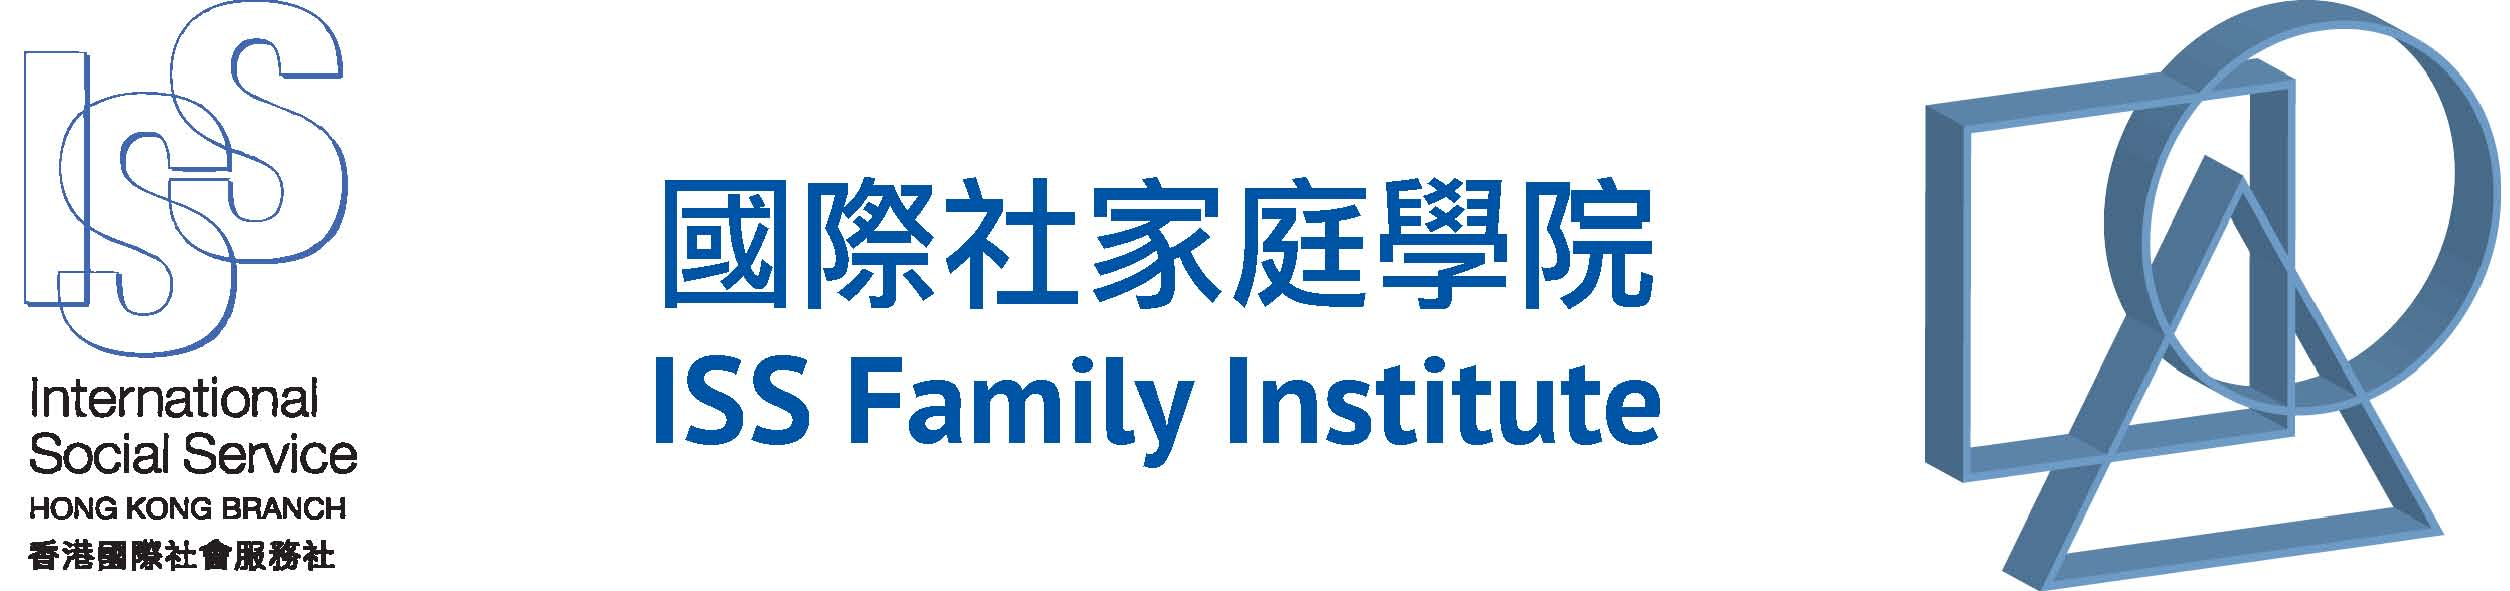 ISS
International
Social Service
HONG KONG BRANCH
香港國際社會服務社
國際社家庭學院
ISS Family Institute